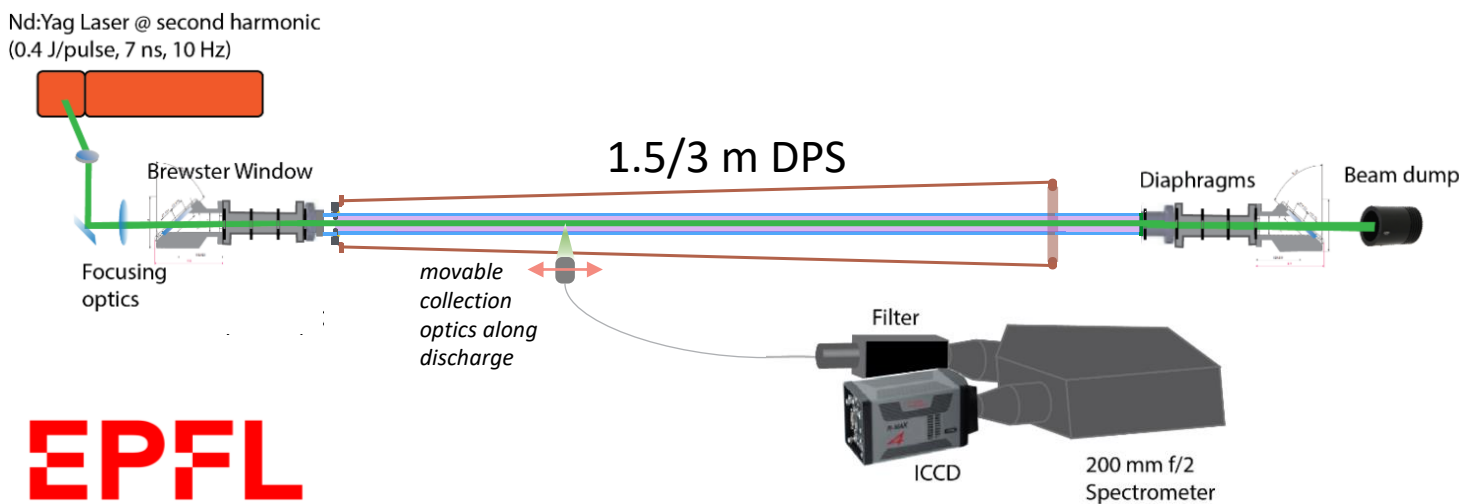 Nd:Yag Laser @ second harmonic
(0.4 J/pulse, 7 ns, 10 Hz)
1.5/3 m DPS
Brewster Window
Diaphragms
Beam dump
Focusing
optics
movable
collection
optics along
discharge
Filter
ICCD
200 mm f/2
Spectrometer
EPFL